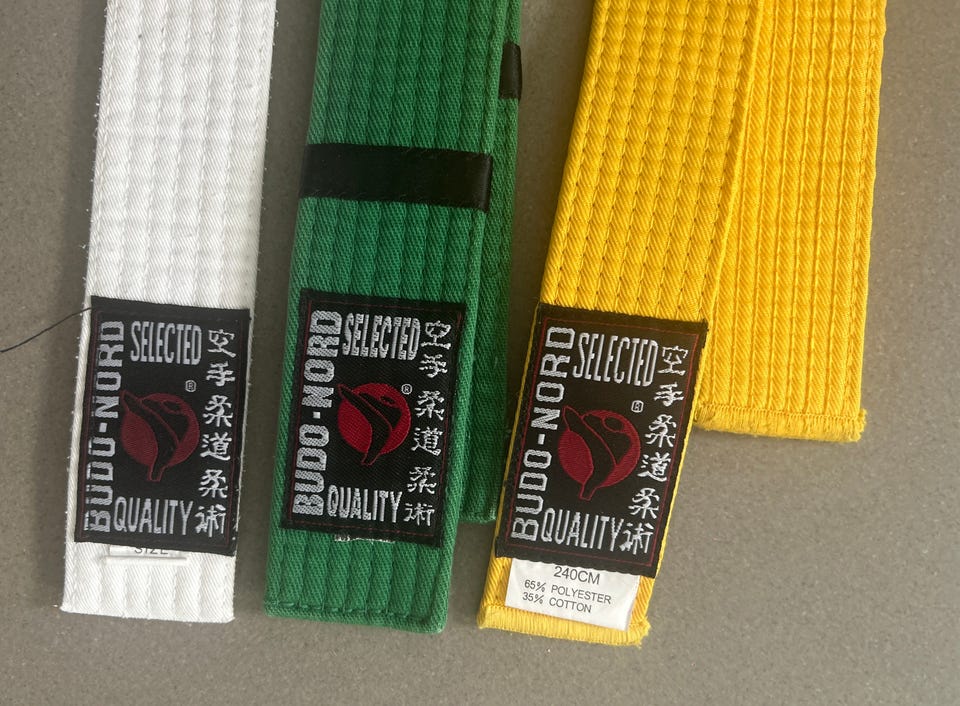 BUDO-NORD
SELECTED
空手
柔道
柔術
®
QUALITY
SIZE
BUDO-NORD
SELECTED
空手
柔道
柔術
®
QUALITY
BUDO-NORD
SELECTED
空手
柔道
柔術
®
QUALITY
240CM
65% POLYESTER
35% COTTON